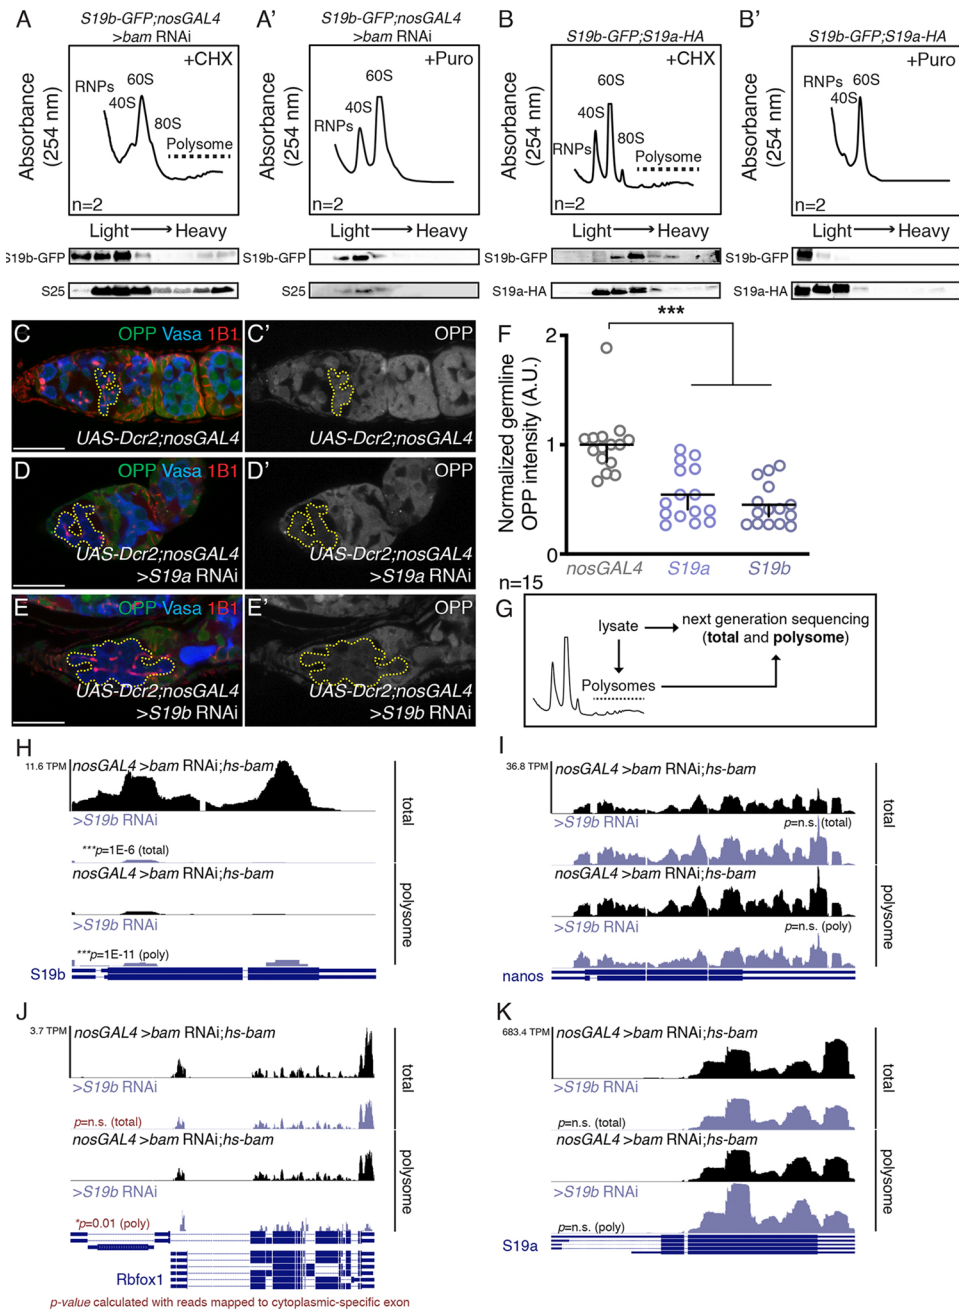 A
S19b-GFP;nosGAL4
>bam RNAi
Absorbance
(254 nm)
+CHX
RNPs
40S
60S
80S
Polysome
n=2
Light → Heavy
S19b-GFP
S25
A’
S19b-GFP;nosGAL4
>bam RNAi
Absorbance
(254 nm)
+Puro
60S
40S
RNPs
n=2
Light → Heavy
S19b-GFP
S25
B
S19b-GFP;S19a-HA
Absorbance
(254 nm)
+CHX
60S
40S
80S
RNPs
Polysome
n=2
Light → Heavy
S19b-GFP
S19a-HA
B’
S19b-GFP;S19a-HA
Absorbance
(254 nm)
+Puro
RNPs
60S
40S
n=2
Light → Heavy
S19b-GFP
S19a-HA
C
OPP Vasa 1B1
UAS-Dcr2;nosGAL4
C’
OPP
UAS-Dcr2;nosGAL4
D
OPP Vasa 1B1
UAS-Dcr2;nosGAL4
>S19a RNAi
D’
OPP
UAS-Dcr2;nosGAL4
>S19a RNAi
E
OPP Vasa 1B1
UAS-Dcr2;nosGAL4
>S19b RNAi
E’
OPP
UAS-Dcr2;nosGAL4
>S19b RNAi
F
Normalized germline
OPP intensity (A.U.)
2
1
0
***
nosGAL4 S19a S19b
n=15
G
lysate
next generation sequencing
(total and polysome)
Polysomes
H
11.6 TPM
nosGAL4 >bam RNAi;hs-bam
>S19b RNAi
***p=1E-6 (total)
total
nosGAL4 >bam RNAi;hs-bam
>S19b RNAi
***p=1E-11 (poly)
polysome
S19b
I
36.8 TPM
nosGAL4 >bam RNAi;hs-bam
>S19b RNAi
p=n.s. (total)
total
nosGAL4 >bam RNAi;hs-bam
>S19b RNAi
p=n.s. (poly)
polysome
nanos
J
3.7 TPM
nosGAL4 >bam RNAi;hs-bam
>S19b RNAi
p=n.s. (total)
total
nosGAL4 >bam RNAi;hs-bam
>S19b RNAi
*p=0.01 (poly)
polysome
Rbfox1
p-value calculated with reads mapped to cytoplasmic-specific exon
K
683.4 TPM
nosGAL4 >bam RNAi;hs-bam
>S19b RNAi
p=n.s. (total)
total
nosGAL4 >bam RNAi;hs-bam
>S19b RNAi
p=n.s. (poly)
polysome
S19a